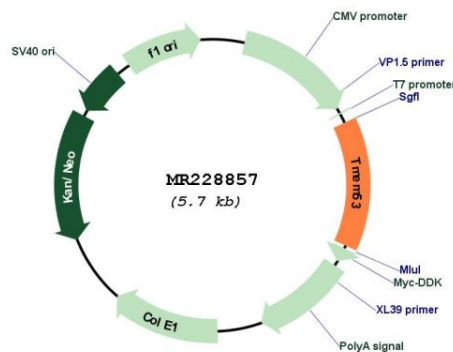 CMV promoter
VP1.5 primer
T7 promoter
SgfI
Tmem53
MluI
Myc-DDK
XL39 primer
PolyA signal
Col E1
Kan/Neo
SV40 ori
f1 ori
MR228857
(5.7 kb)